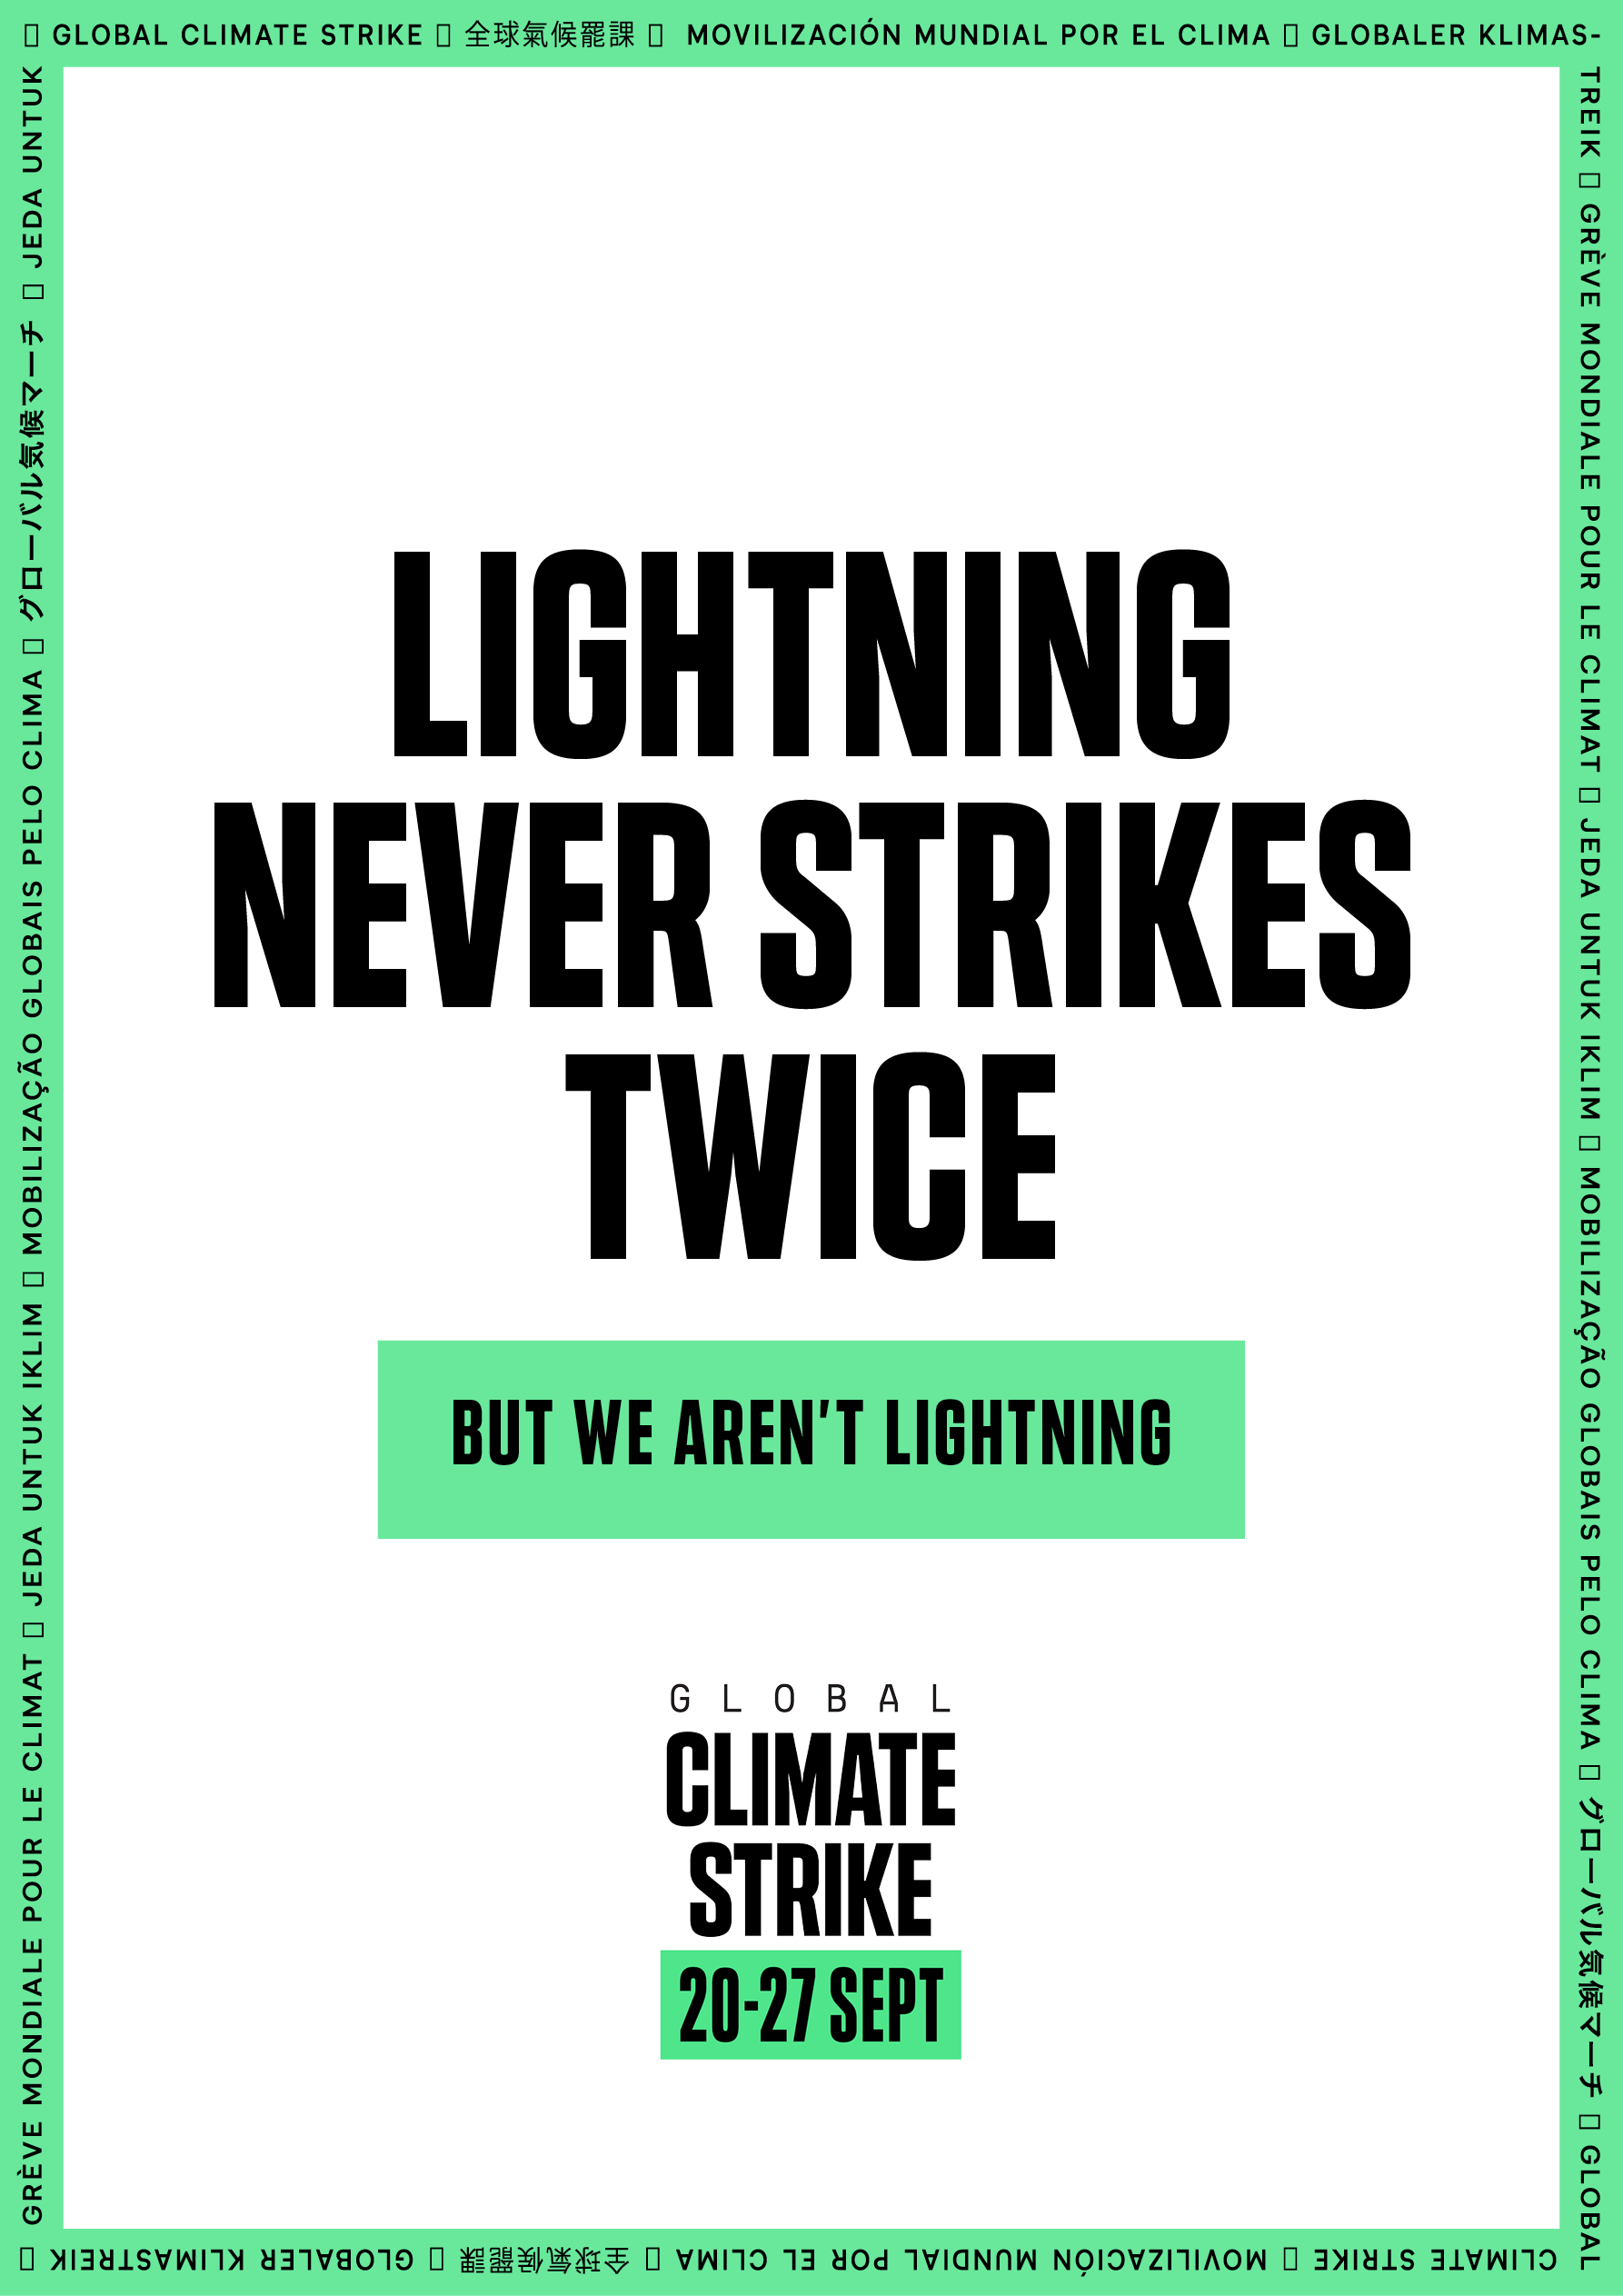 ▯ GLOBAL CLIMATE STRIKE ▯ 全球氣候罷課 ▯ MOVILIZACIÓN MUNDIAL POR EL CLIMA ▯ GLOBALER KLIMAS-
TREIK ▯ GRÈVE MONDIALE POUR LE CLIMAT ▯ JEDA UNTUK IKLIM ▯ MOBILIZAÇÃO GLOBAIS PELO CLIMA ▯ グローバル気候マーチ ▯ GLOBAL
CLIMATE STRIKE ▯ MOVILIZACIÓN MUNDIAL POR EL CLIMA ▯ 全球氣候罷課 ▯ GLOBALER KLIMASTREIK ▯
GRÈVE MONDIALE POUR LE CLIMAT ▯ JEDA UNTUK IKLIM ▯ MOBILIZAÇÃO GLOBAIS PELO CLIMA ▯ グローバル気候マーチ ▯ JEDA UNTUK
LIGHTNING
NEVER STRIKES
TWICE
BUT WE AREN'T LIGHTNING
GLOBAL
CLIMATE
STRIKE
20-27 SEPT